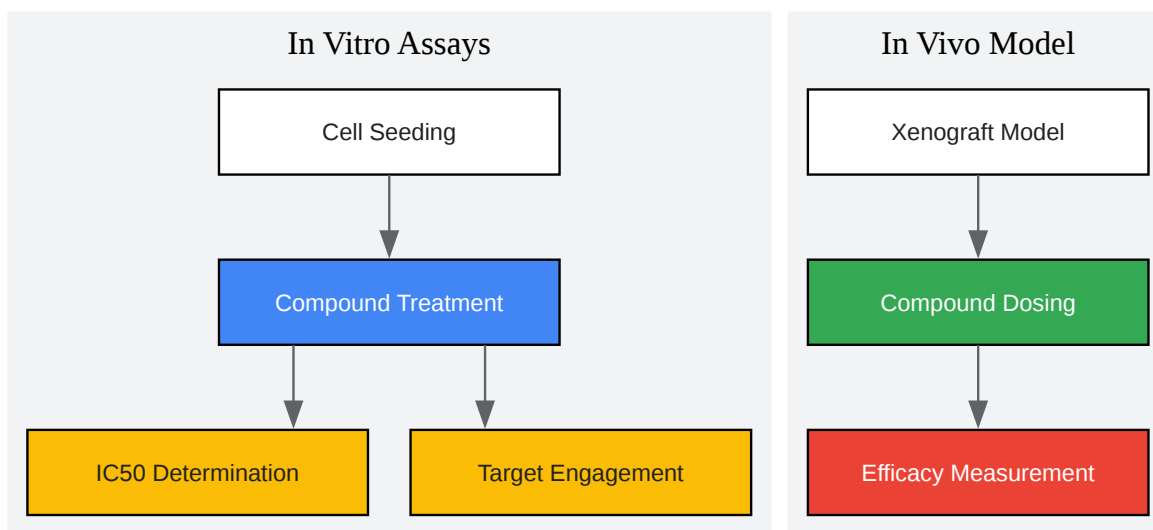 In Vitro Assays
Cell Seeding
Compound Treatment
IC50 Determination
Target Engagement
In Vivo Model
Xenograft Model
Compound Dosing
Efficacy Measurement